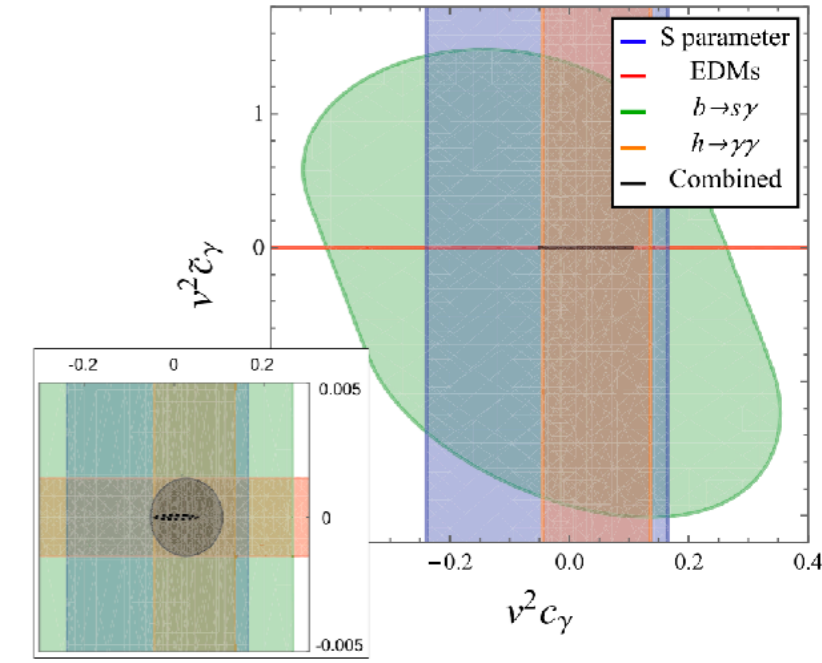 S parameter
EDMs
b→sγ
h→γγ
Combined
1
0
v²c̃γ
-0.2 0 0.2
0.005
0
-0.005
−0.2 0.0 0.2 0.4
v²cγ